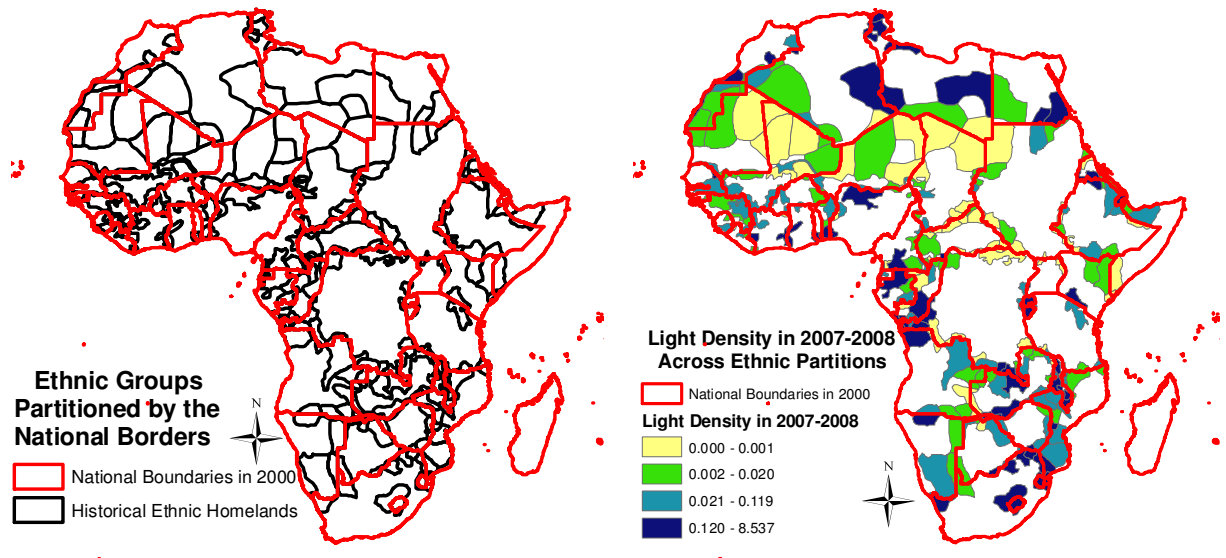 Ethnic Groups
Partitioned by the
National Borders
N
National Boundaries in 2000
Historical Ethnic Homelands
Light Density in 2007-2008
Across Ethnic Partitions
National Boundaries in 2000
Light Density in 2007-2008
0.000 - 0.001
0.002 - 0.020
0.021 - 0.119
0.120 - 8.537
N